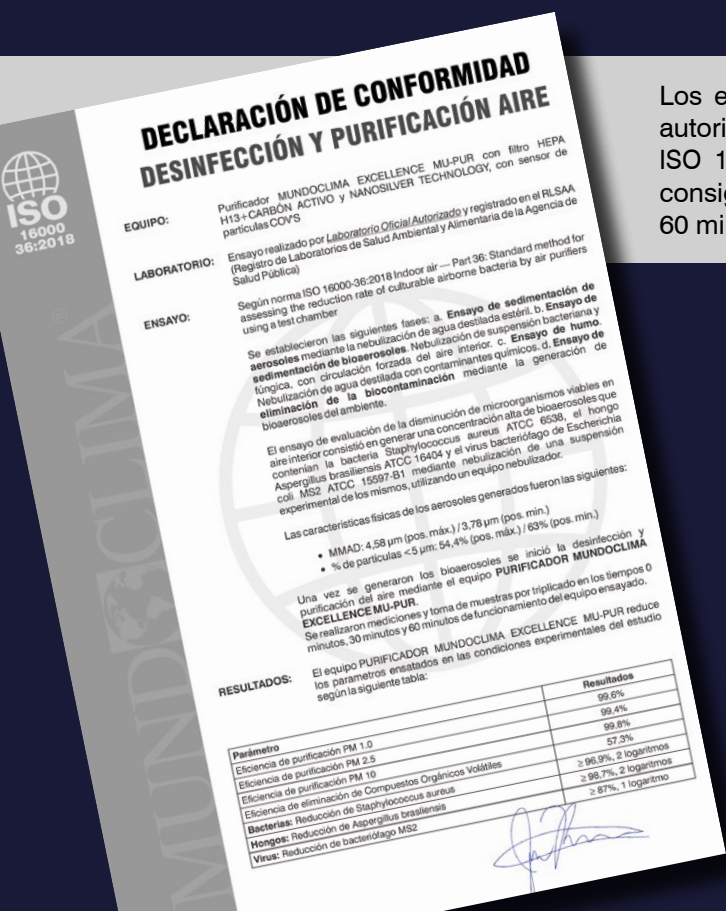 DECLARACIÓN DE CONFORMIDAD
DESINFECCIÓN Y PURIFICACIÓN AIRE
ISO
16000
36:2018
MUNDOCLIMA®
EQUIPO:
Purificador MUNDOCLIMA EXCELLENCE MU-PUR con filtro HEPA
H13+CARBÓN ACTIVO y NANOSILVER TECHNOLOGY, con sensor de
partículas COV'S
LABORATORIO:
Ensayo realizado por Laboratorio Oficial Autorizado y registrado en el RLSAA
(Registro de Laboratorios de Salud Ambiental y Alimentaria de la Agencia de
Salud Pública)
ENSAYO:
Según norma ISO 16000-36:2018 Indoor air — Part 36: Standard method for
assessing the reduction rate of culturable airborne bacteria by air purifiers
using a test chamber
Se establecieron las siguientes fases: a. Ensayo de sedimentación de
aerosoles mediante la nebulización de agua destilada estéril. b. Ensayo de
sedimentación de bioaerosoles. Nebulización de suspensión bacteriana y
fúngica, con circulación forzada del aire interior. c. Ensayo de humo.
Nebulización de agua destilada con contaminantes químicos. d. Ensayo de
eliminación de la biocontaminación mediante la generación de
bioaerosoles del ambiente.
El ensayo de evaluación de la disminución de microorganismos viables en
aire interior consistió en generar una concentración alta de bioaerosoles que
contenían la bacteria Staphylococcus aureus ATCC 6538, el hongo
Aspergillus brasiliensis ATCC 16404 y el virus bacteriófago de Escherichia
coli MS2 ATCC 15597-B1 mediante nebulización de una suspensión
experimental de los mismos, utilizando un equipo nebulizador.
Las características físicas de los aerosoles generados fueron las siguientes:
• MMAD: 4,58 µm (pos. máx.) / 3,78 µm (pos. min.)
• % de partículas <5 µm: 54,4% (pos. máx.) / 63% (pos. min.)
Una vez se generaron los bioaerosoles se inició la desinfección y
purificación del aire mediante el equipo PURIFICADOR MUNDOCLIMA
EXCELLENCE MU-PUR.
Se realizaron mediciones y toma de muestras por triplicado en los tiempos 0
minutos, 30 minutos y 60 minutos de funcionamiento del equipo ensayado.
RESULTADOS:
El equipo PURIFICADOR MUNDOCLIMA EXCELLENCE MU-PUR reduce
los parametros ensatados en las condiciones experimentales del estudio
según la siguiente tabla:
Parámetro Resultados
Eficiencia de purificación PM 1.0 99,6%
Eficiencia de purificación PM 2.5 99,4%
Eficiencia de purificación PM 10 99,8%
Eficiencia de eliminación de Compuestos Orgánicos Volátiles 57,3%
Bacterias: Reducción de Staphylococcus aureus ≥ 96,9%, 2 logaritmos
Hongos: Reducción de Aspergillus brasliensis ≥ 98,7%, 2 logaritmos
Virus: Reducción de bacteriófago MS2 ≥ 87%, 1 logaritmo
Los e
autori
ISO 1
consig
60 mi